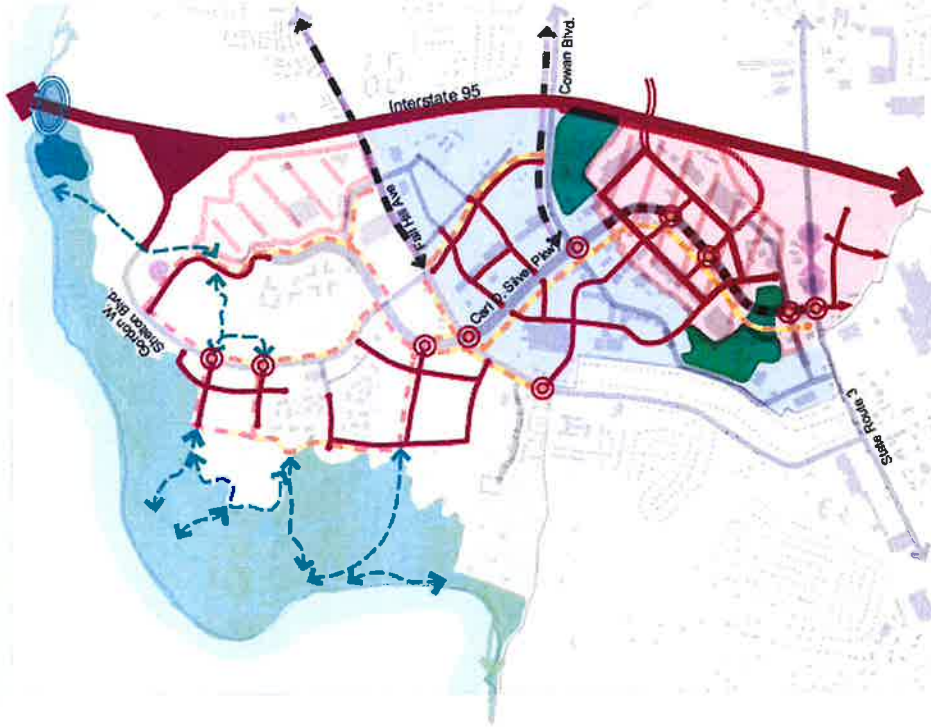 Cowan Blvd.
Interstate 95
Fall Hill Ave
Carl D. Silver Pkwy
Gordon W.
Shelton Blvd.
State Route 3